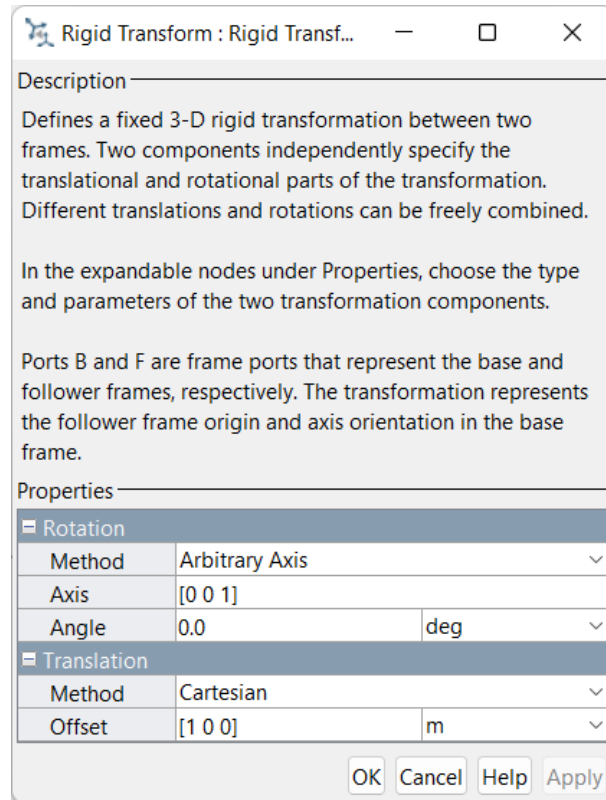 Rigid Transform : Rigid Transf...
Description
Defines a fixed 3-D rigid transformation between two
frames. Two components independently specify the
translational and rotational parts of the transformation.
Different translations and rotations can be freely combined.
In the expandable nodes under Properties, choose the type
and parameters of the two transformation components.
Ports B and F are frame ports that represent the base and
follower frames, respectively. The transformation represents
the follower frame origin and axis orientation in the base
frame.
Properties
Rotation
Method Arbitrary Axis
Axis [0 0 1]
Angle 0.0 deg
Translation
Method Cartesian
Offset [1 0 0] m
OK Cancel Help Apply